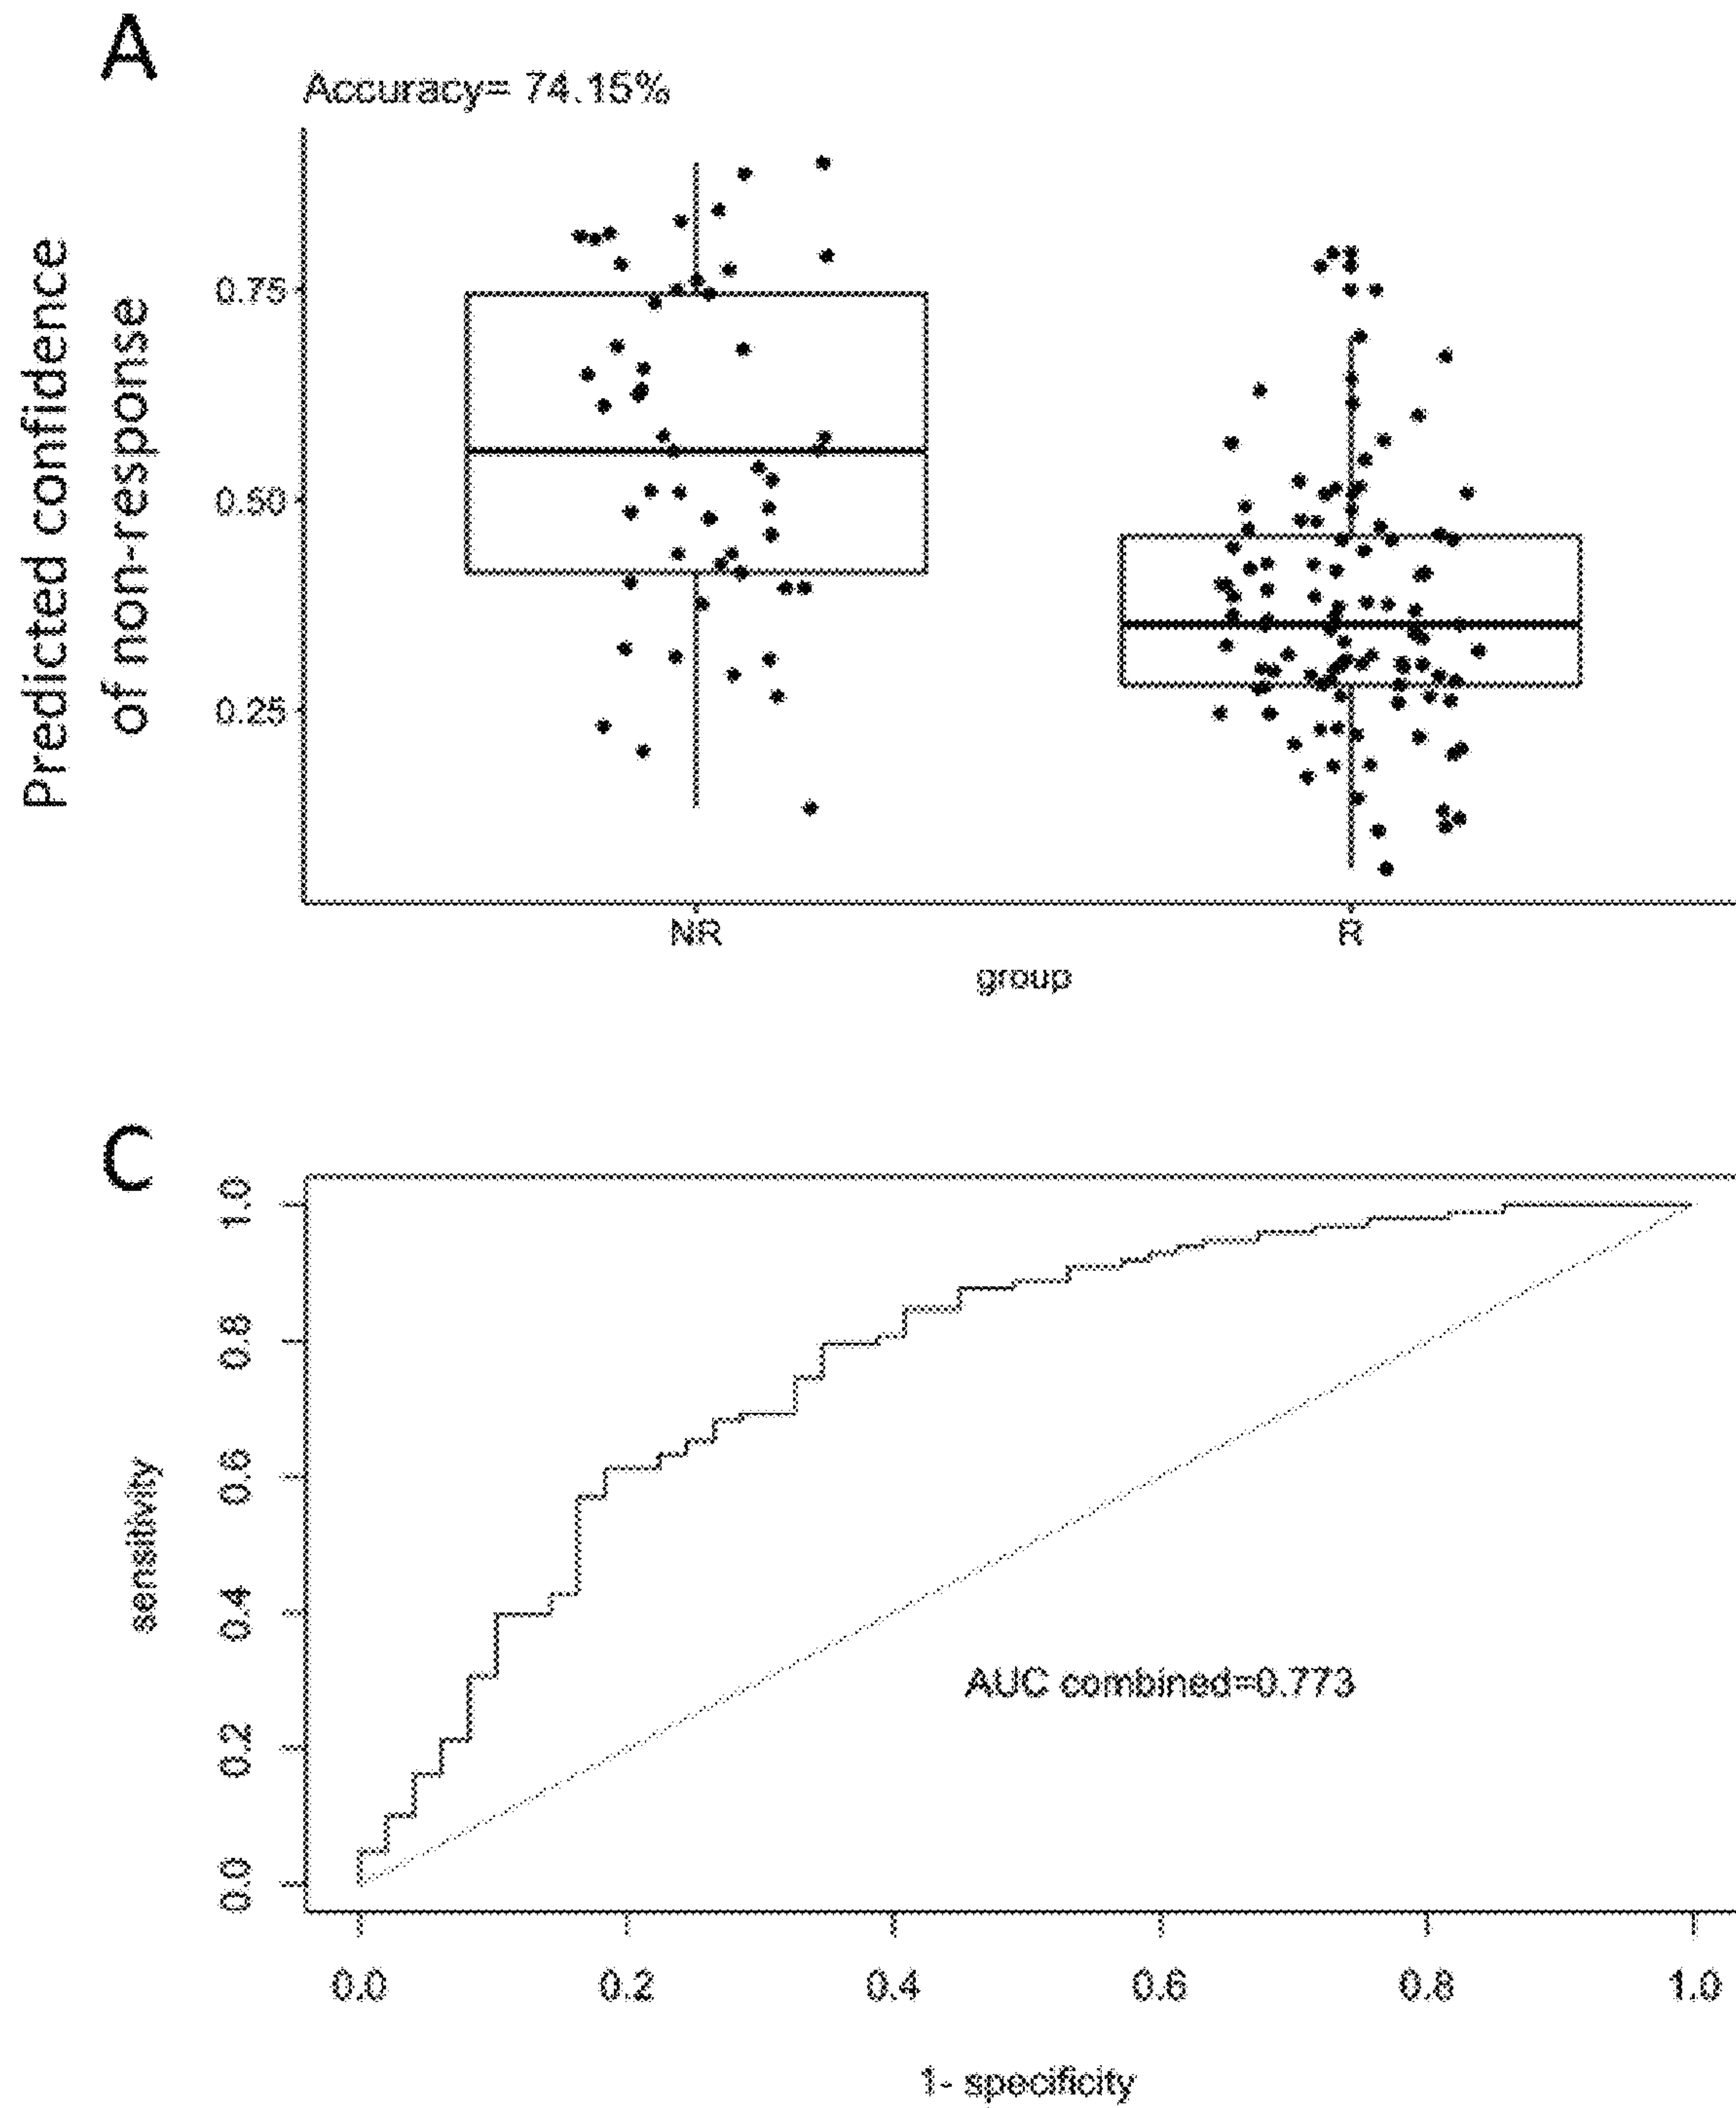 A
Accuracy= 74.15%
Predicted confidence
of non-response
0.75
0.50
0.25
NR
R
group
C
1.0
0.8
0.6
0.4
0.2
0.0
sensitivity
AUC combined=0.773
0.0 0.2 0.4 0.6 0.8 1.0
1- specificity